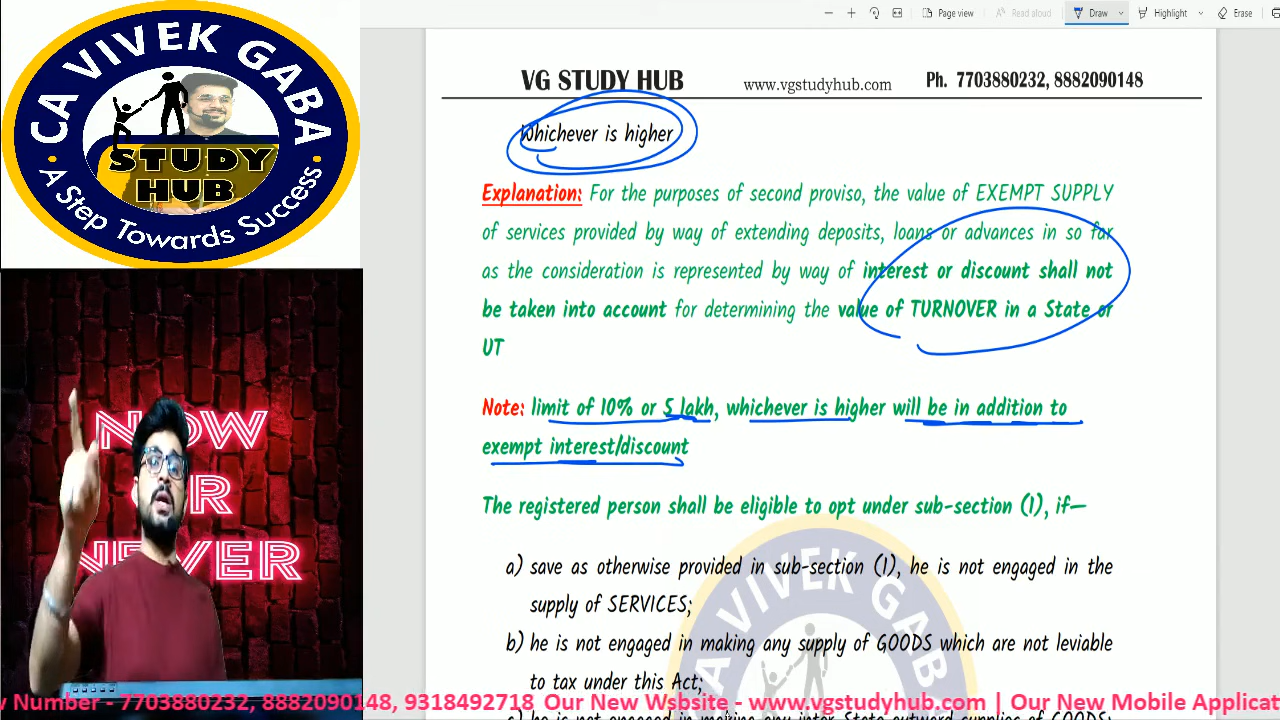 CA VIVEK GABA
STUDY
HUB
• A Step Towards Success •
NOW
OR
NEVER
Page view
Read aloud
Draw
Highlight
Erase
VG STUDY HUB www.vgstudyhub.com Ph. 7703880232, 8882090148
Whichever is higher
Explanation: For the purposes of second proviso, the value of EXEMPT SUPPLY
of services provided by way of extending deposits, loans or advances in so far
as the consideration is represented by way of interest or discount shall not
be taken into account for determining the value of TURNOVER in a State or
UT
Note: limit of 10% or 5 lakh, whichever is higher will be in addition to
exempt interest/discount
The registered person shall be eligible to opt under sub-section (1), if—
a) save as otherwise provided in sub-section (1), he is not engaged in the
supply of SERVICES;
b) he is not engaged in making any supply of GOODS which are not leviable
to tax under this Act;
CA VIVEK GABA
Number - 7703880232, 8882090148, 9318492718 Our New Wsbsite - www.vgstudyhub.com | Our New Mobile Applicat